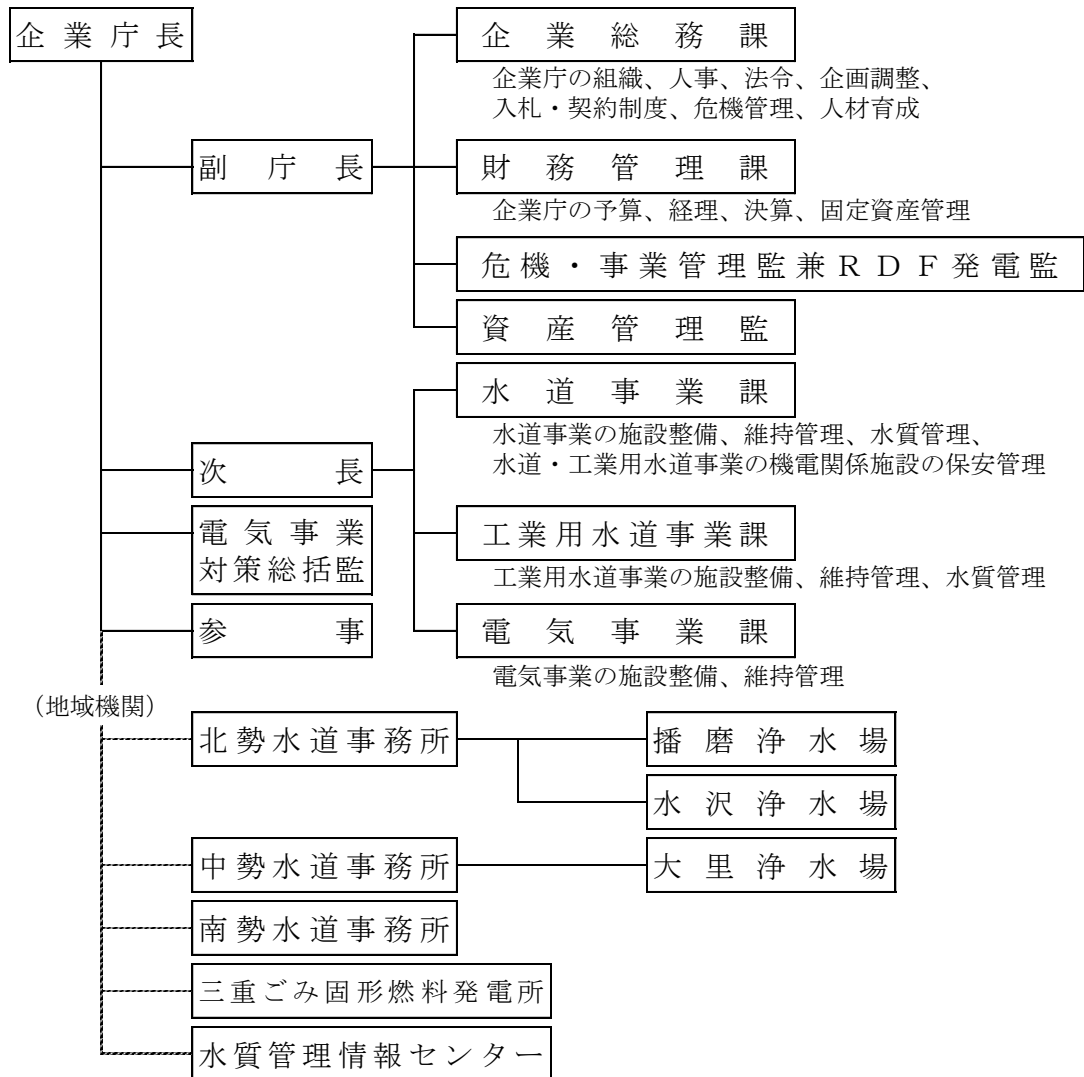 企業庁長
企業総務課
企業庁の組織、人事、法令、企画調整、
入札・契約制度、危機管理、人材育成
副庁長
財務管理課
企業庁の予算、経理、決算、固定資産管理
危機・事業管理監兼RDF発電監
資産管理監
水道事業課
水道事業の施設整備、維持管理、水質管理、
水道・工業用水道事業の機電関係施設の保安管理
次長
電気事業
対策総括監
工業用水道事業課
工業用水道事業の施設整備、維持管理、水質管理
参事
電気事業課
電気事業の施設整備、維持管理
(地域機関)
北勢水道事務所
播磨浄水場
水沢浄水場
中勢水道事務所
大里浄水場
南勢水道事務所
三重ごみ固形燃料発電所
水質管理情報センター